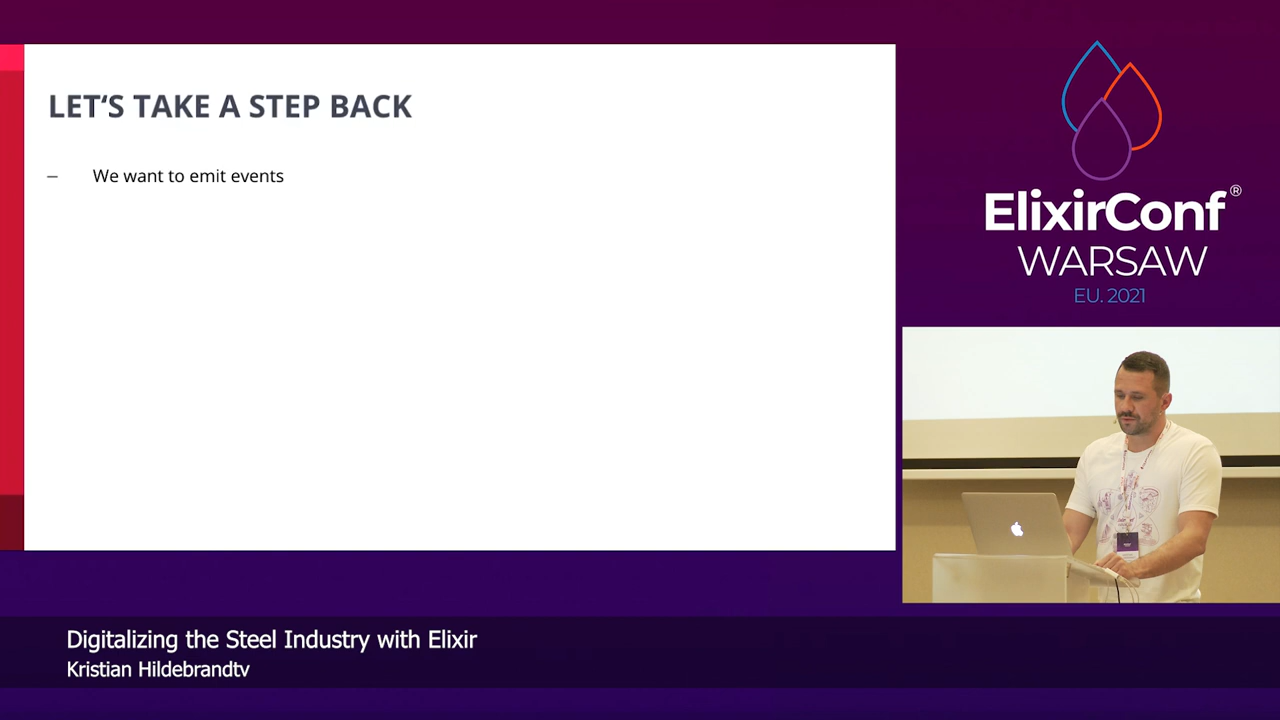 LET‘S TAKE A STEP BACK
– We want to emit events
ElixirConf®
WARSAW
EU. 2021
Digitalizing the Steel Industry with Elixir
Kristian Hildebrandtv